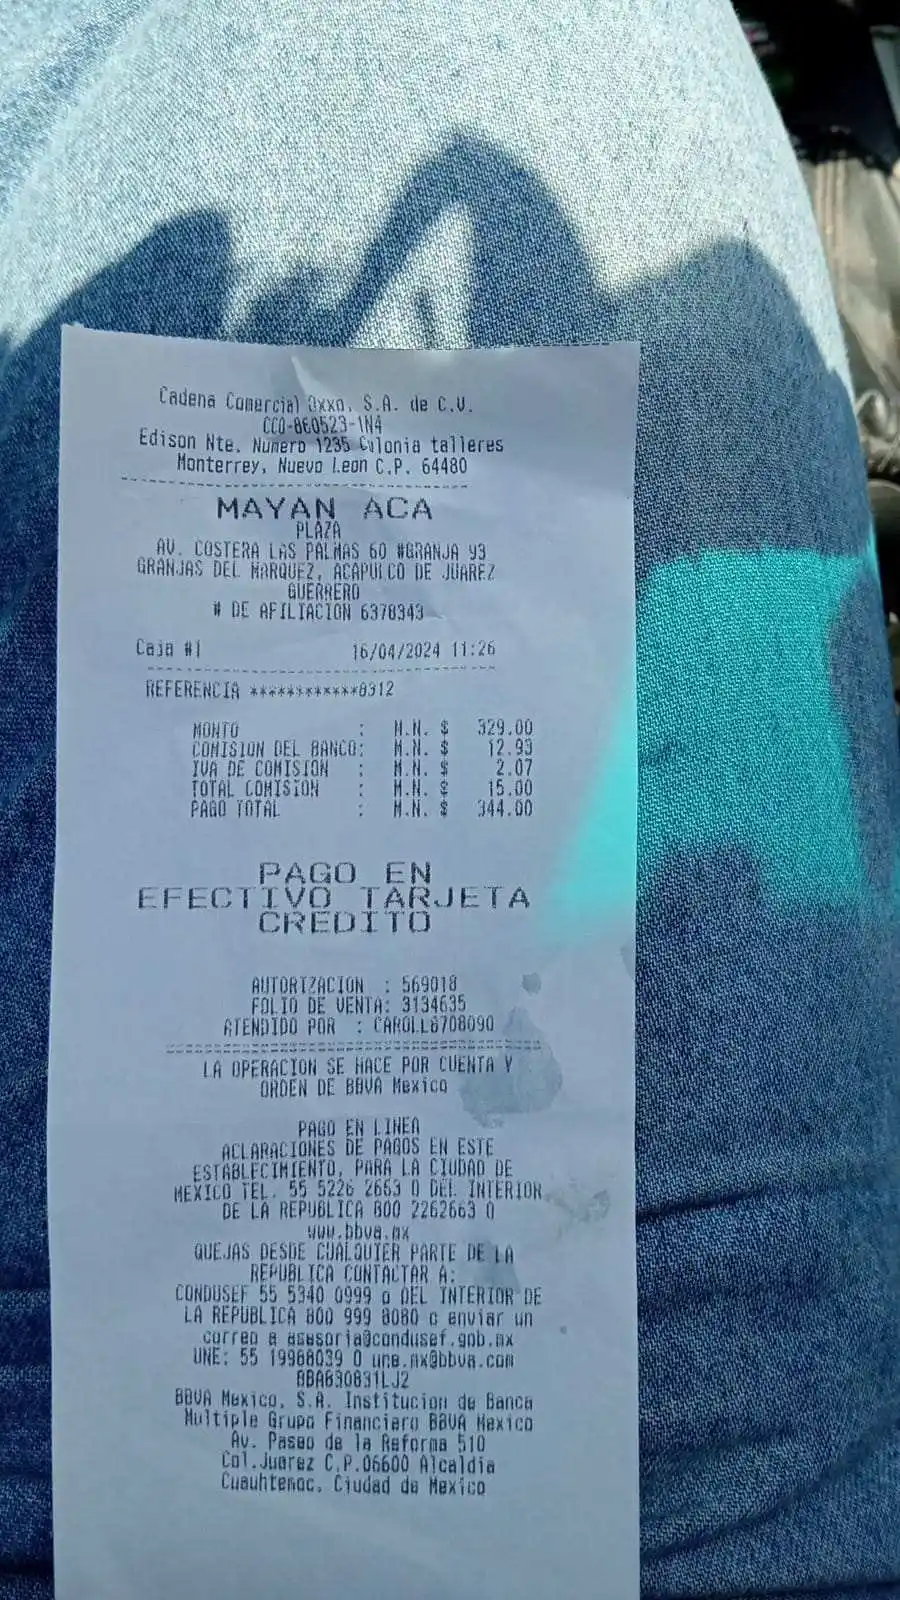 Cadena Comercial Oxxo, S.A. de C.V.
CCO-860523-1N4
Edison Nte. Numero 1235 Colonia talleres
Monterrey, Nuevo Leon C.P. 64480
MAYAN ACA
PLAZA
AV. COSTERA LAS PALMAS 60 #GRANJA 93
GRANJAS DEL MARQUEZ, ACAPULCO DE JUAREZ
GUERRERO
# DE AFILIACION 6378343
Caja #1 16/04/2024 11:26
REFERENCIA ************0312
MONTO : M.N. $ 329.00
COMISION DEL BANCO: M.N. $ 12.93
IVA DE COMISION : M.N. $ 2.07
TOTAL COMISION : M.N. $ 15.00
PAGO TOTAL : M.N. $ 344.00
PAGO EN
EFECTIVO TARJETA
CREDITO
AUTORIZACION : 569018
FOLIO DE VENTA: 3134635
ATENDIDO POR : CAROLL8708090
LA OPERACION SE HACE POR CUENTA Y
ORDEN DE BBVA Mexico
PAGO EN LINEA
ACLARACIONES DE PAGOS EN ESTE
ESTABLECIMIENTO, PARA LA CIUDAD DE
MEXICO TEL. 55 5226 2663 O DEL INTERIOR
DE LA REPUBLICA 800 2262663 O
www.bbva.mx
QUEJAS DESDE CUALQUIER PARTE DE LA
REPUBLICA CONTACTAR A:
CONDUSEF 55 5340 0999 o DEL INTERIOR DE
LA REPUBLICA 800 999 8080 o enviar un
correo a asesoria@condusef.gob.mx
UNE: 55 19988039 O une.mx@bbva.com
BBA830831LJ2
BBVA Mexico, S.A. Institucion de Banca
Multiple Grupo Financiero BBVA Mexico
Av. Paseo de la Reforma 510
Col.Juarez C.P.06600 Alcaldia
Cuauhtemoc, Ciudad de Mexico